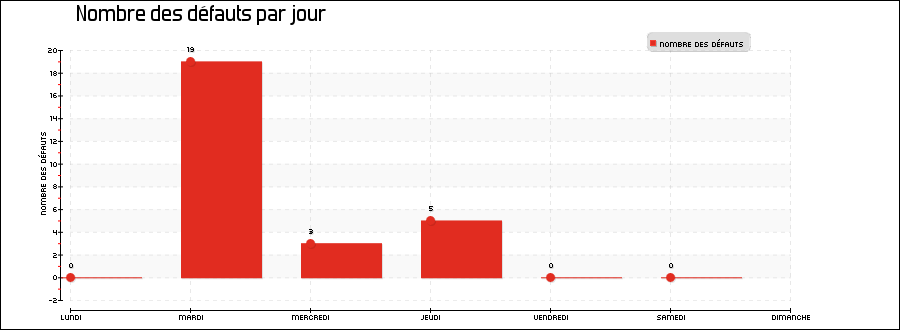 Nombre des défauts par jour
NOMBRE DES DÉFAUTS
20
18
16
14
12
10
8
6
4
2
0
-2
NOMBRE DES DÉFAUTS
0
19
3
5
0
0
LUNDI
MARDI
MERCREDI
JEUDI
VENDREDI
SAMEDI
DIMANCHE